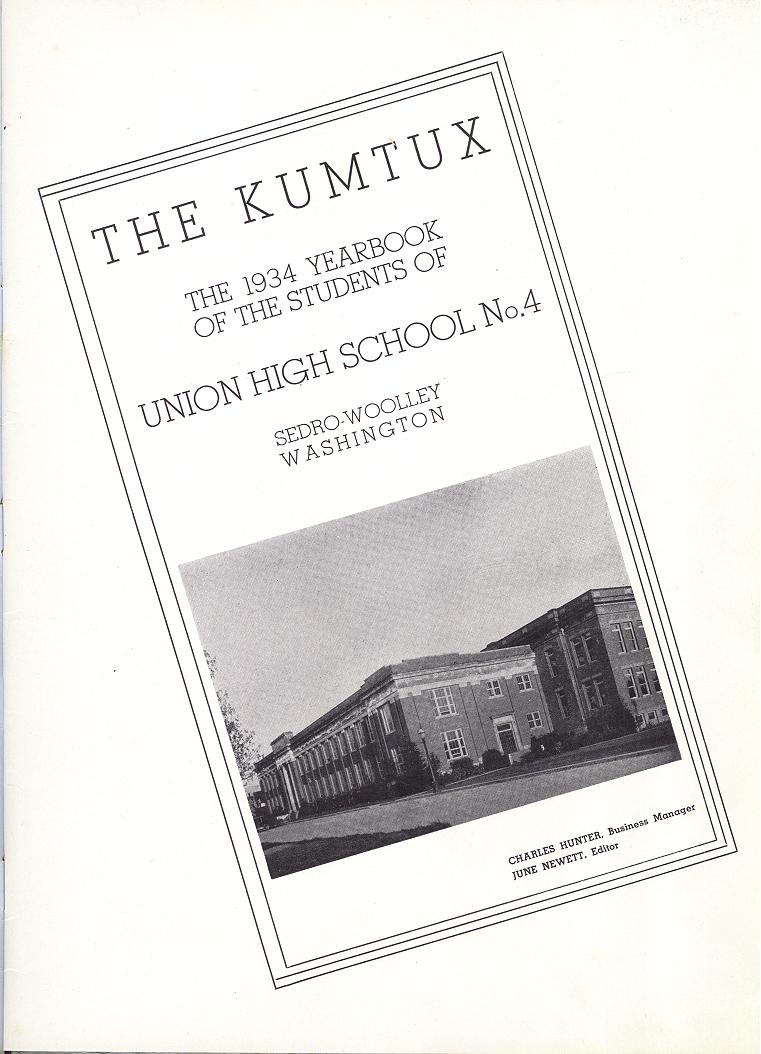 THE KUMTUX
THE 1934 YEARBOOK
OF THE STUDENTS OF
UNION HIGH SCHOOL No.4
SEDRO-WOOLLEY
WASHINGTON
CHARLES HUNTER, Business Manager
JUNE NEWETT, Editor